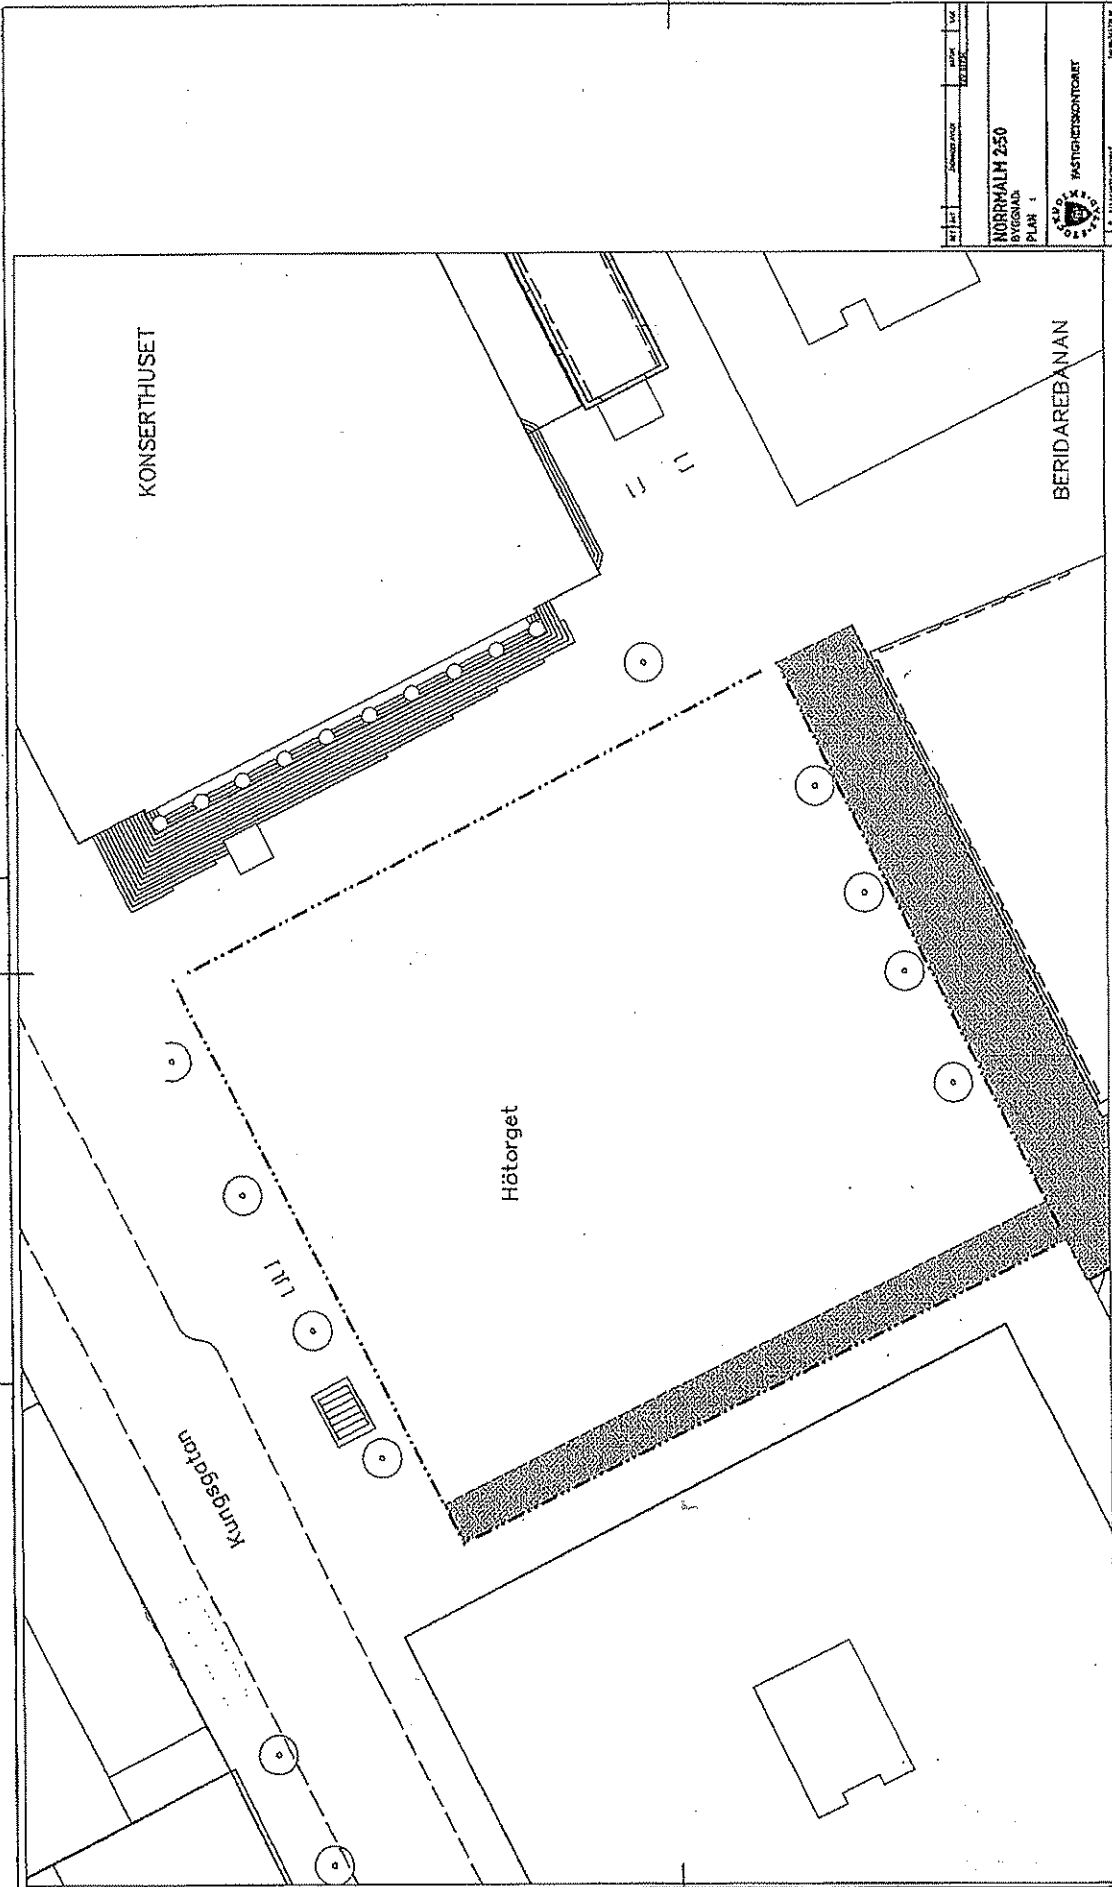 KONSERTHUSET
Kungsgatan
Hötorget
BERIDAREBANAN
NORRMALM 2:50
BYGGNAD:
PLAN 1
FASTIGHETSKONTORET